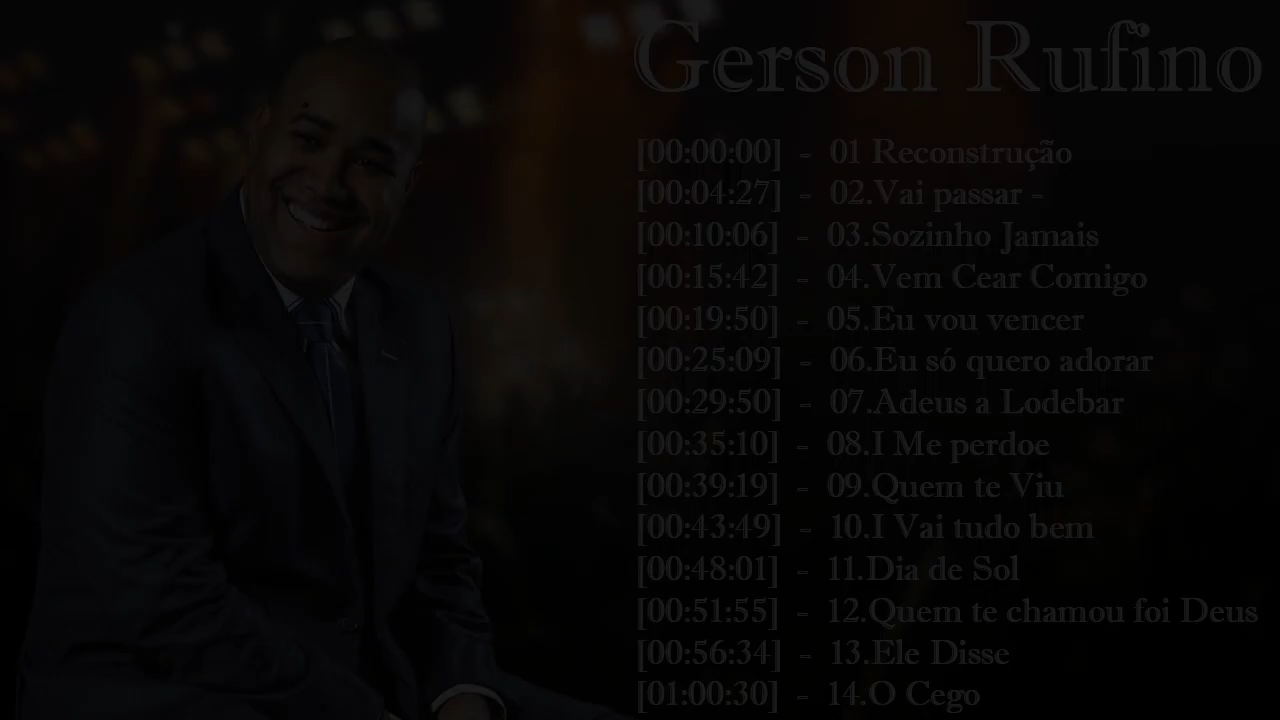 Gerson Rufino
[00:00:00] - 01 Reconstrução
[00:04:27] - 02.Vai passar -
[00:10:06] - 03.Sozinho Jamais
[00:15:42] - 04.Vem Cear Comigo
[00:19:50] - 05.Eu vou vencer
[00:25:09] - 06.Eu só quero adorar
[00:29:50] - 07.Adeus a Lodebar
[00:35:10] - 08.I Me perdoe
[00:39:19] - 09.Quem te Viu
[00:43:49] - 10.I Vai tudo bem
[00:48:01] - 11.Dia de Sol
[00:51:55] - 12.Quem te chamou foi Deus
[00:56:34] - 13.Ele Disse
[01:00:30] - 14.O Cego